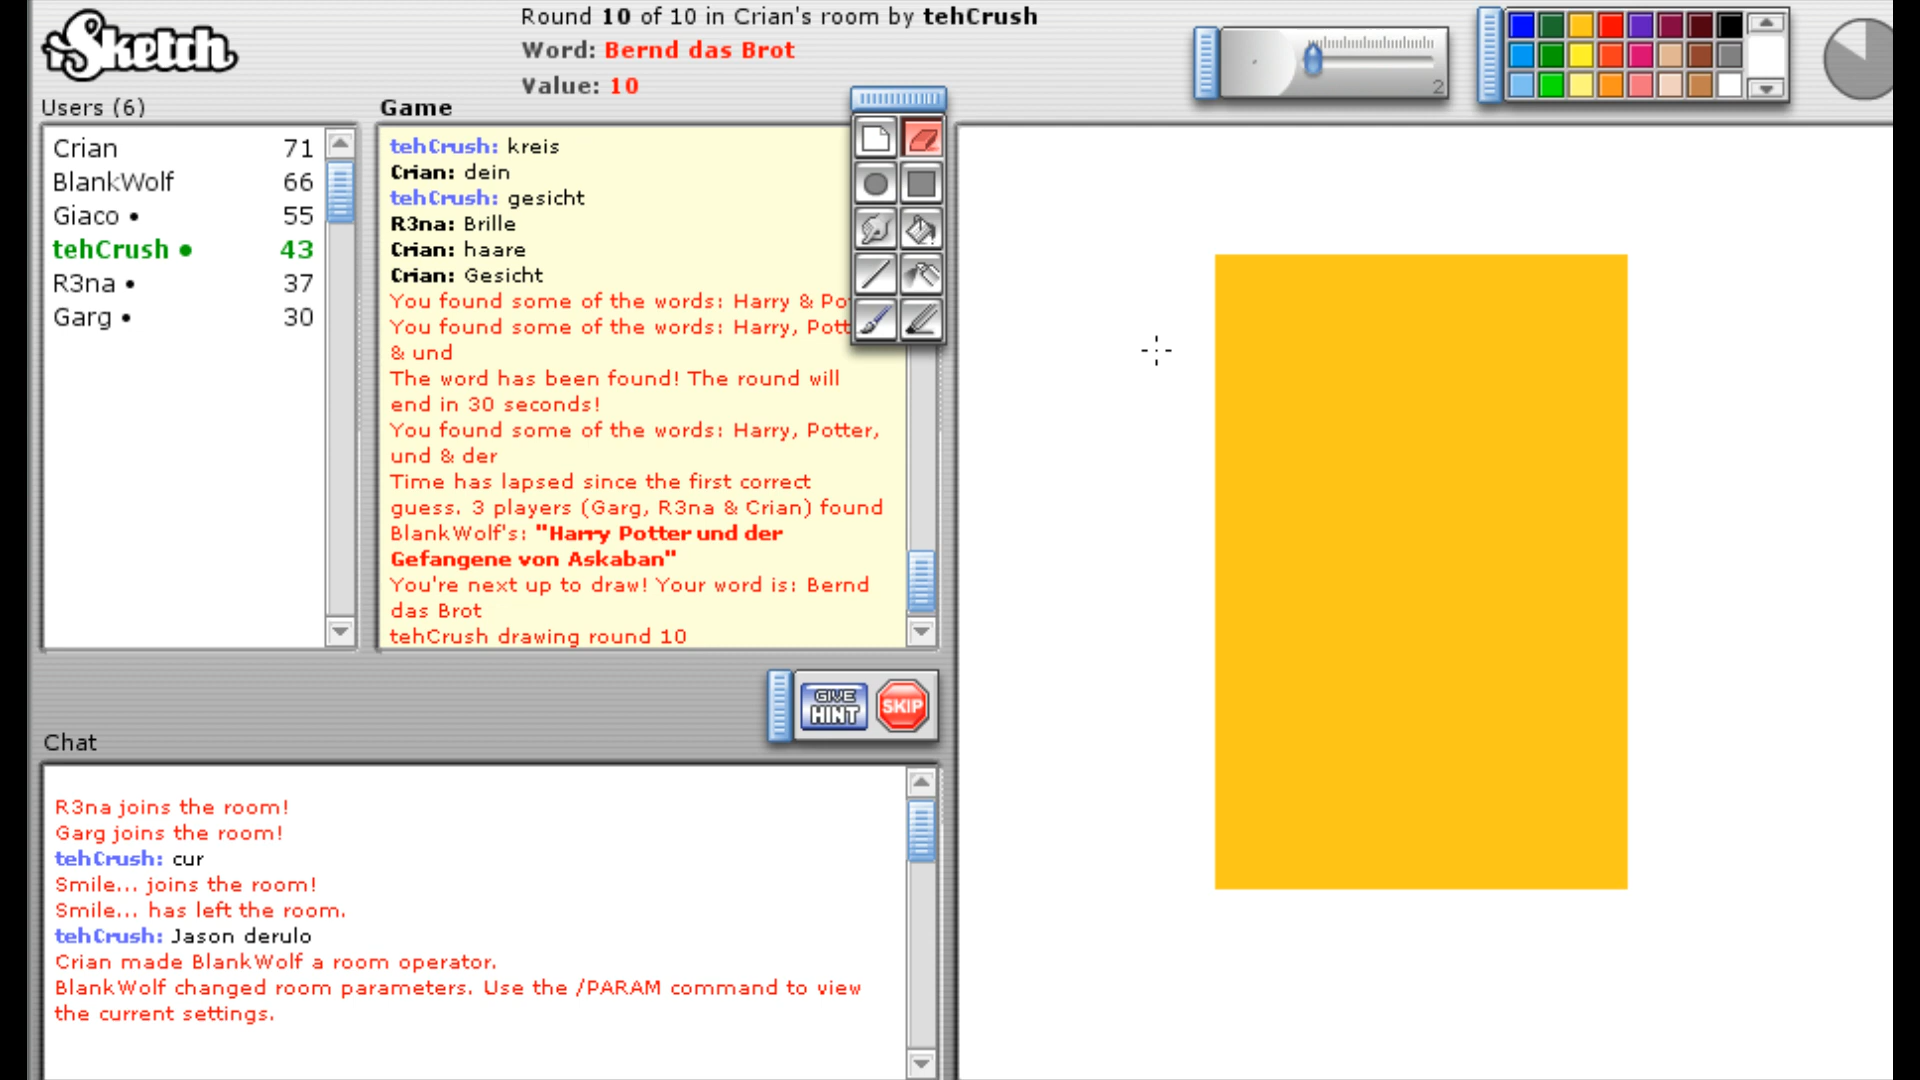 iSketch
Round 10 of 10 in Crian's room by tehCrush
Word: Bernd das Brot
Value: 10
2
Users (6)
Crian 71
BlankWolf 66
Giaco • 55
tehCrush • 43
R3na • 37
Garg • 30
Game
tehCrush: kreis
Crian: dein
tehCrush: gesicht
R3na: Brille
Crian: haare
Crian: Gesicht
You found some of the words: Harry & Po
You found some of the words: Harry, Pott
& und
The word has been found! The round will
end in 30 seconds!
You found some of the words: Harry, Potter,
und & der
Time has lapsed since the first correct
guess. 3 players (Garg, R3na & Crian) found
BlankWolf's: "Harry Potter und der
Gefangene von Askaban"
You're next up to draw! Your word is: Bernd
das Brot
tehCrush drawing round 10
GIVE
HINT
SKIP
Chat
R3na joins the room!
Garg joins the room!
tehCrush: cur
Smile... joins the room!
Smile... has left the room.
tehCrush: Jason derulo
Crian made BlankWolf a room operator.
BlankWolf changed room parameters. Use the /PARAM command to view
the current settings.